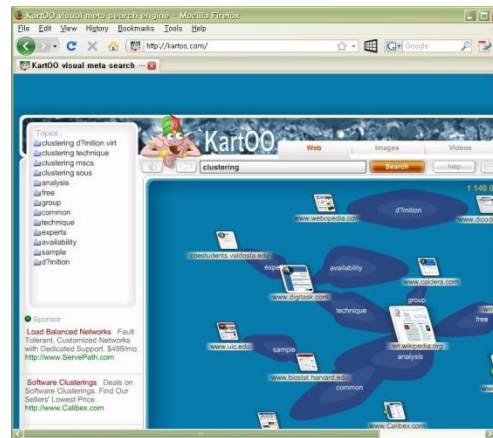 KartOO visual meta search engine - Mozilla Firefox
File Edit View History Bookmarks Tools Help
http://kartoo.com/
Google
KartOO visual meta search ...
Topics
clustering d?inition virt
clustering technique
clustering mscs
clustering sous
analysis
free
group
common
technique
experts
availability
sample
d?inition
KartOO
Web Images Videos
clustering
Search
help
1 140 0
www.webopedia.com
d?inition
www.dicod
coestudents.valdosta.edu
expe
availability
www.digitask.com
www.caldera.com
technique
group
free
www.uic.edu
sample
en.wikipedia.org
analysis
www.biostat.harvard.edu
common
Sponsor
Load Balanced Networks Fault
Tolerant, Customized Networks
with Dedicated Support. $499/mo.
http://www.ServePath.com
Software Clusterings Deals on
Software Clusterings. Find Our
Sellers' Lowest Price.
http://www.Calibex.com